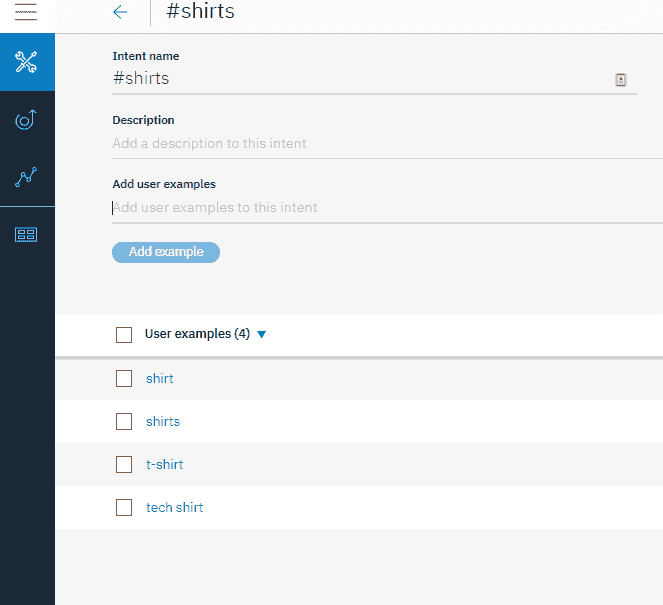 #shirts
Intent name
#shirts
Description
Add a description to this intent
Add user examples
Add user examples to this intent
Add example
User examples (4) ▼
shirt
shirts
t-shirt
tech shirt